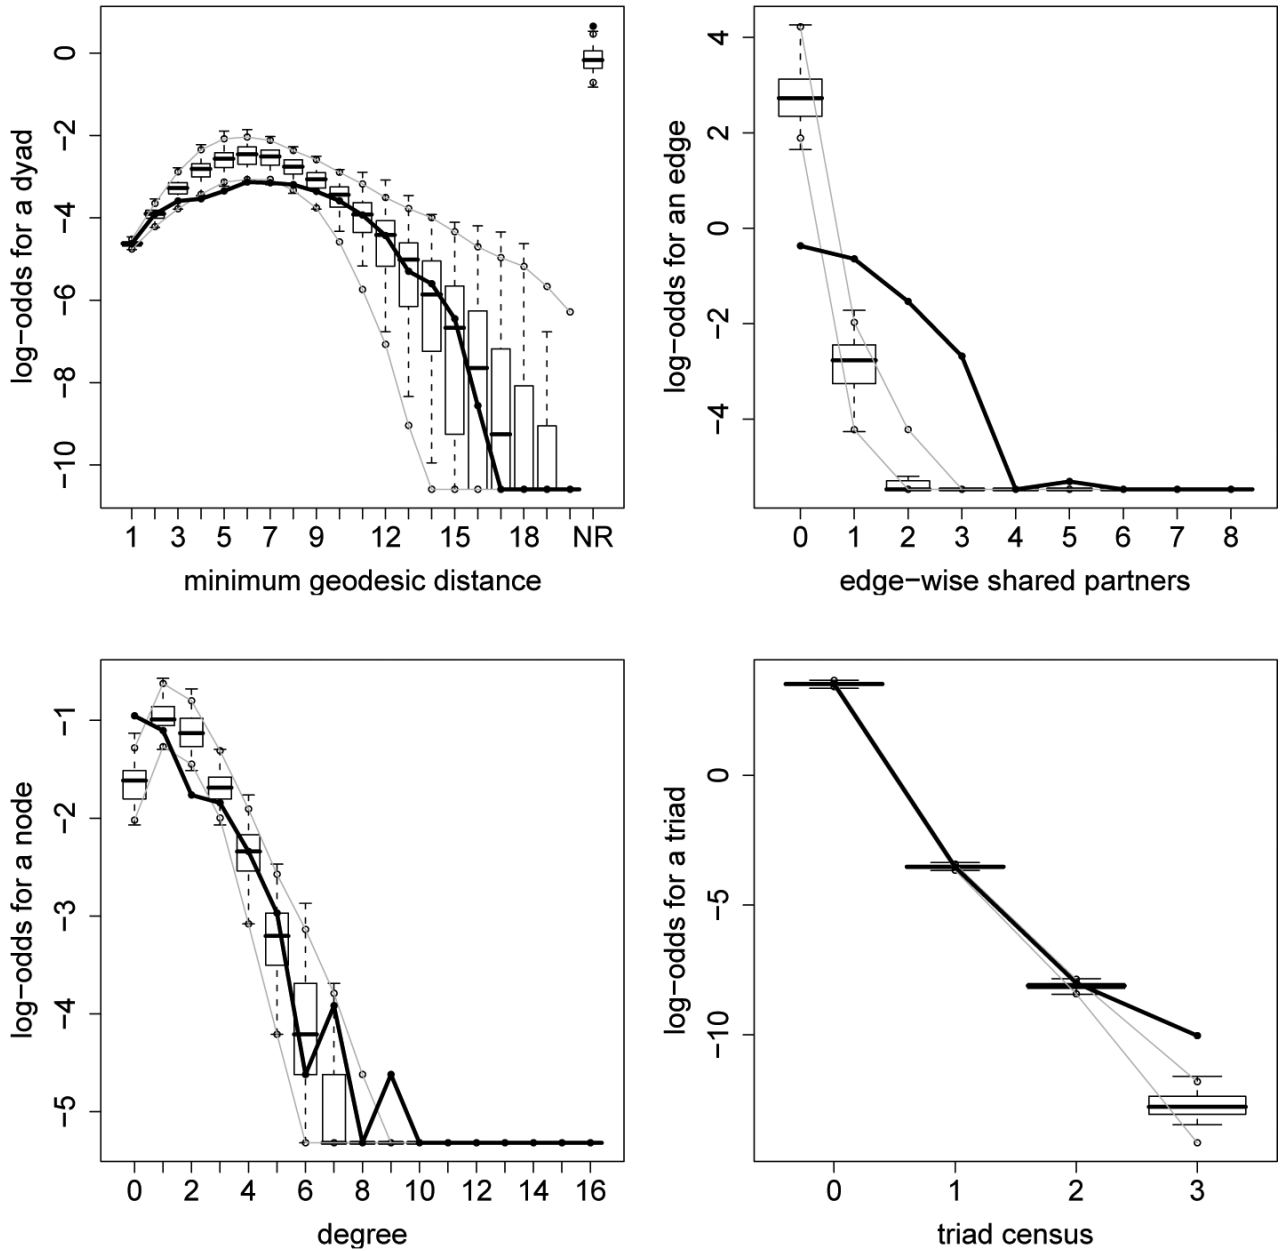 log−odds for a dyad
0
−2
−4
−6
−8
−10
1 3 5 7 9 12 15 18 NR
minimum geodesic distance
log−odds for an edge
4
2
0
−2
−4
0 1 2 3 4 5 6 7 8
edge−wise shared partners
log−odds for a node
−1
−2
−3
−4
−5
0 2 4 6 8 10 12 14 16
degree
log−odds for a triad
0
−5
−10
0 1 2 3
triad census